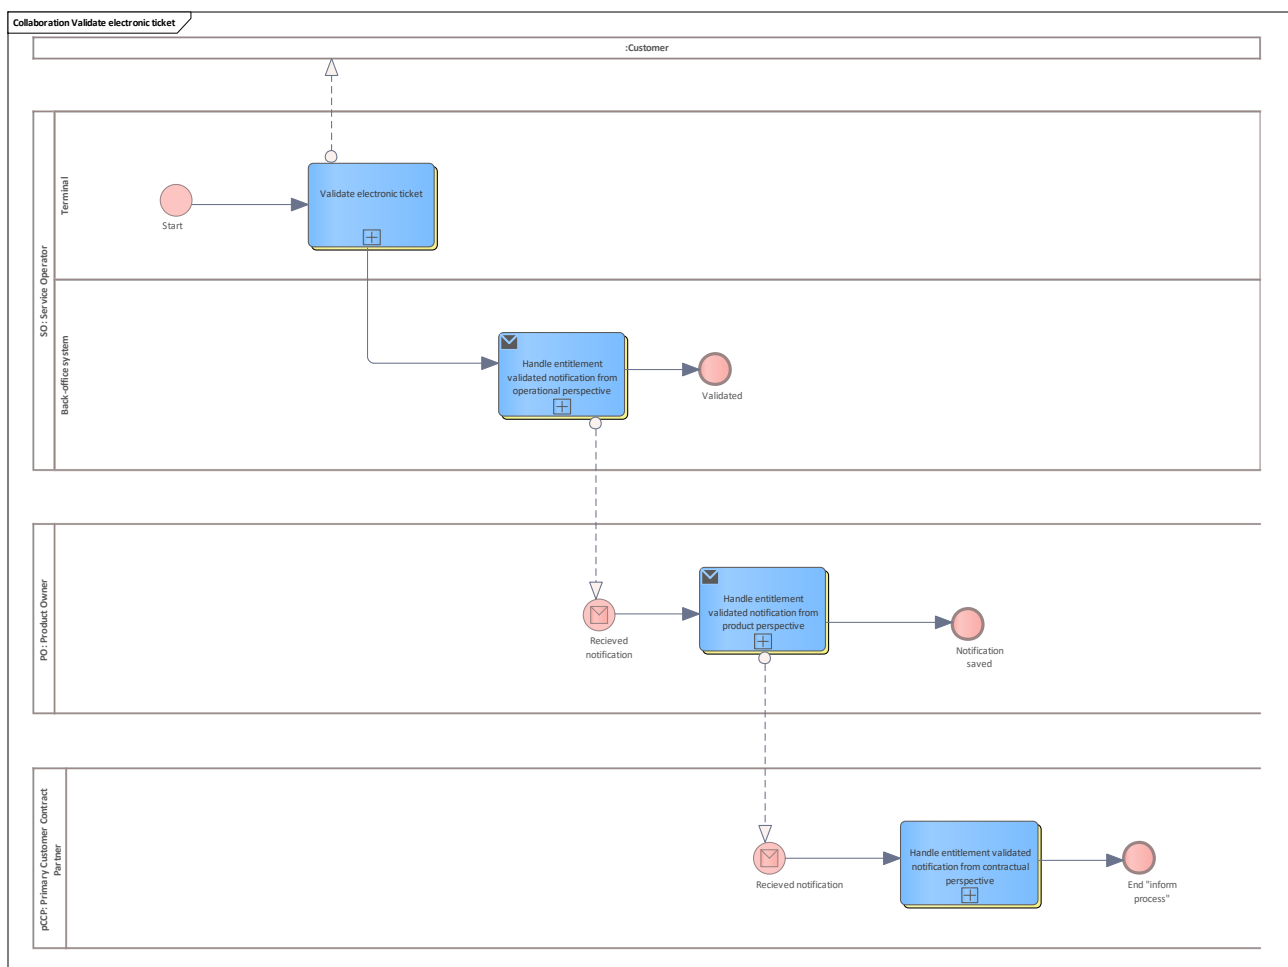 Collaboration Validate electronic ticket
:Customer
SO: Service Operator
Terminal
Start
Validate electronic ticket
Back-office system
Handle entitlement
validated notification from
operational perspective
Validated
PO: Product Owner
Recieved
notification
Handle entitlement
validated notification from
product perspective
Notification
saved
pCCP: Primary Customer Contract
Partner
Recieved notification
Handle entitlement validated
notification from contractual
perspective
End "inform
process"